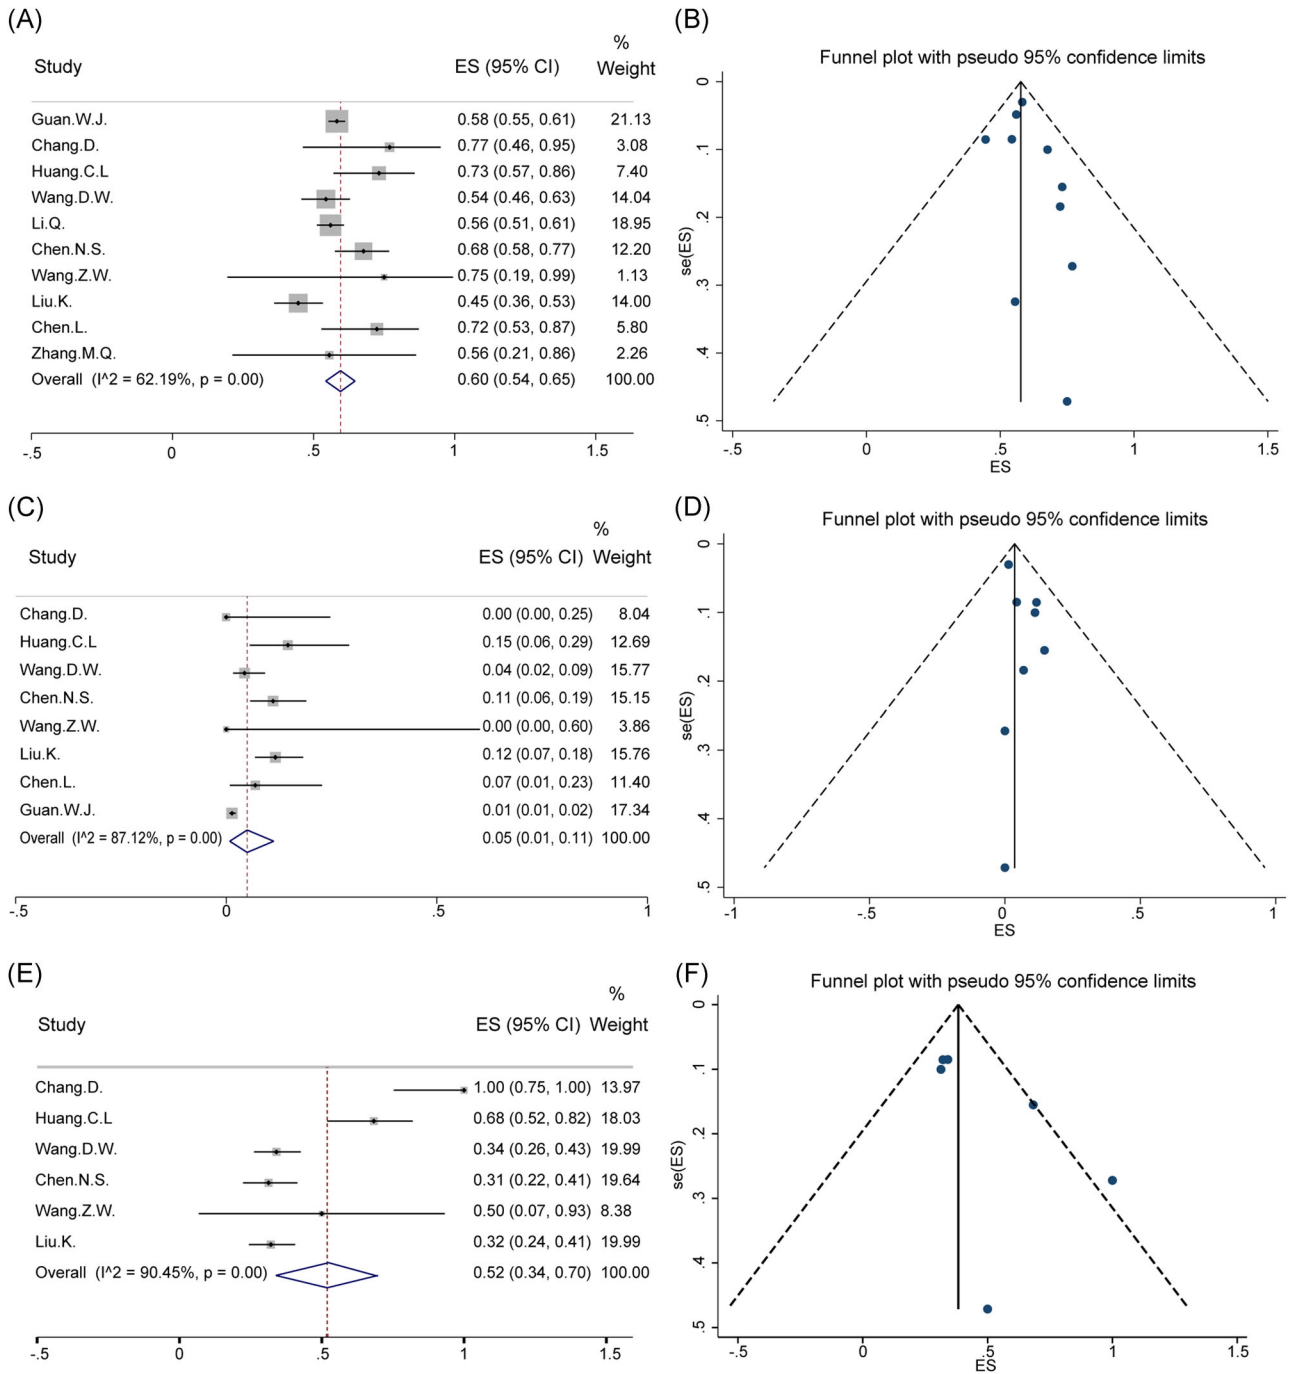 (A)
%
Study ES (95% CI) Weight
Guan.W.J. 0.58 (0.55, 0.61) 21.13
Chang.D. 0.77 (0.46, 0.95) 3.08
Huang.C.L 0.73 (0.57, 0.86) 7.40
Wang.D.W. 0.54 (0.46, 0.63) 14.04
Li.Q. 0.56 (0.51, 0.61) 18.95
Chen.N.S. 0.68 (0.58, 0.77) 12.20
Wang.Z.W. 0.75 (0.19, 0.99) 1.13
Liu.K. 0.45 (0.36, 0.53) 14.00
Chen.L. 0.72 (0.53, 0.87) 5.80
Zhang.M.Q. 0.56 (0.21, 0.86) 2.26
Overall (I^2 = 62.19%, p = 0.00) 0.60 (0.54, 0.65) 100.00
-.5 0 .5 1 1.5
(B)
Funnel plot with pseudo 95% confidence limits
se(ES)
0
.1
.2
.3
.4
.5
-.5 0 .5 1 1.5
ES
(C)
%
Study ES (95% CI) Weight
Chang.D. 0.00 (0.00, 0.25) 8.04
Huang.C.L 0.15 (0.06, 0.29) 12.69
Wang.D.W. 0.04 (0.02, 0.09) 15.77
Chen.N.S. 0.11 (0.06, 0.19) 15.15
Wang.Z.W. 0.00 (0.00, 0.60) 3.86
Liu.K. 0.12 (0.07, 0.18) 15.76
Chen.L. 0.07 (0.01, 0.23) 11.40
Guan.W.J. 0.01 (0.01, 0.02) 17.34
Overall (I^2 = 87.12%, p = 0.00) 0.05 (0.01, 0.11) 100.00
-.5 0 .5 1
(D)
Funnel plot with pseudo 95% confidence limits
se(ES)
0
.1
.2
.3
.4
.5
-1 -.5 0 .5 1
ES
(E)
%
Study ES (95% CI) Weight
Chang.D. 1.00 (0.75, 1.00) 13.97
Huang.C.L 0.68 (0.52, 0.82) 18.03
Wang.D.W. 0.34 (0.26, 0.43) 19.99
Chen.N.S. 0.31 (0.22, 0.41) 19.64
Wang.Z.W. 0.50 (0.07, 0.93) 8.38
Liu.K. 0.32 (0.24, 0.41) 19.99
Overall (I^2 = 90.45%, p = 0.00) 0.52 (0.34, 0.70) 100.00
-.5 0 .5 1 1.5
(F)
Funnel plot with pseudo 95% confidence limits
se(ES)
0
.1
.2
.3
.4
.5
-.5 0 .5 1 1.5
ES